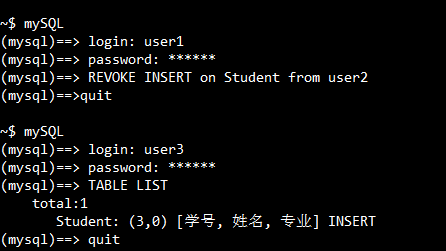 ~$ mySQL
(mysql)==> login: user1
(mysql)==> password: ******
(mysql)==> REVOKE INSERT on Student from user2
(mysql)==>quit
~$ mySQL
(mysql)==> login: user3
(mysql)==> password: ******
(mysql)==> TABLE LIST
total:1
Student: (3,0) [学号, 姓名, 专业] INSERT
(mysql)==> quit